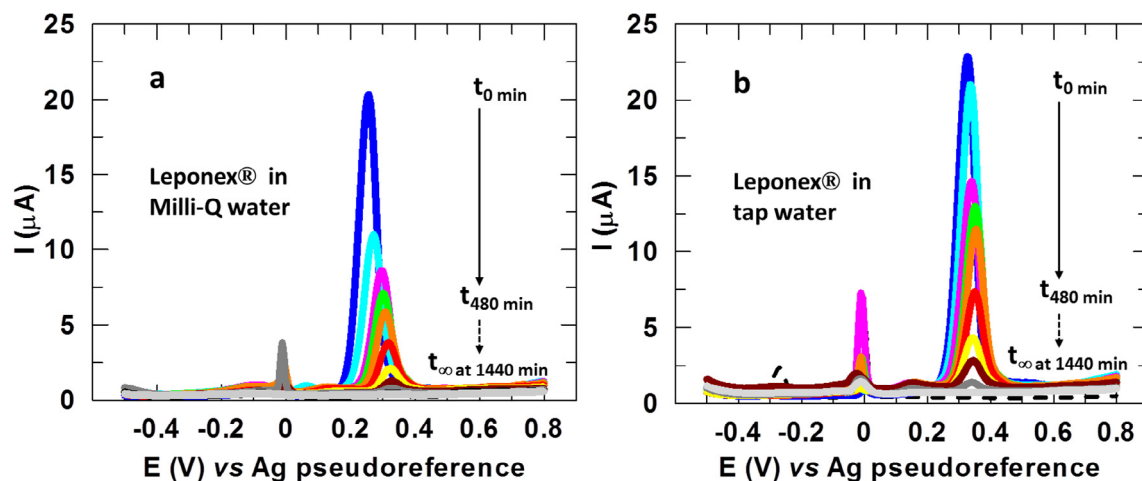 25
20
15
10
5
0
I (μA)
a
Leponex® in
Milli-Q water
t0 min
t480 min
t∞ at 1440 min
-0.4 -0.2 0 0.2 0.4 0.6 0.8
E (V) vs Ag pseudoreference
25
20
15
10
5
0
I (μA)
b
Leponex® in
tap water
t0 min
t480 min
t∞ at 1440 min
-0.4 -0.2 0 0.2 0.4 0.6 0.8
E (V) vs Ag pseudoreference